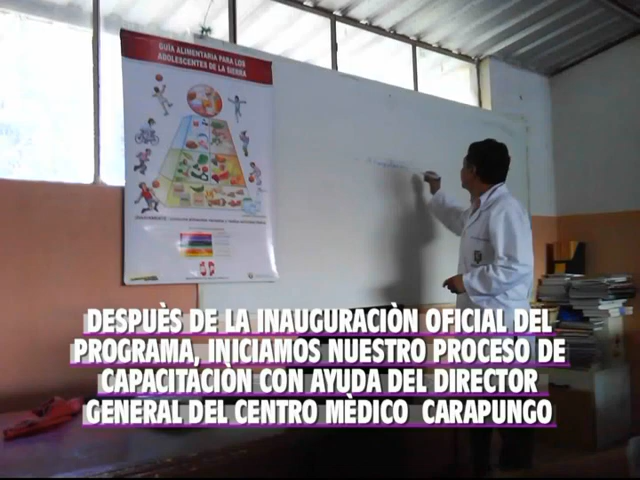 GUÍA ALIMENTARIA PARA LOS
ADOLESCENTES DE LA SIERRA
DESPUÈS DE LA INAUGURACIÒN OFICIAL DEL
PROGRAMA, INICIAMOS NUESTRO PROCESO DE
CAPACITACIÒN CON AYUDA DEL DIRECTOR
GENERAL DEL CENTRO MÈDICO CARAPUNGO